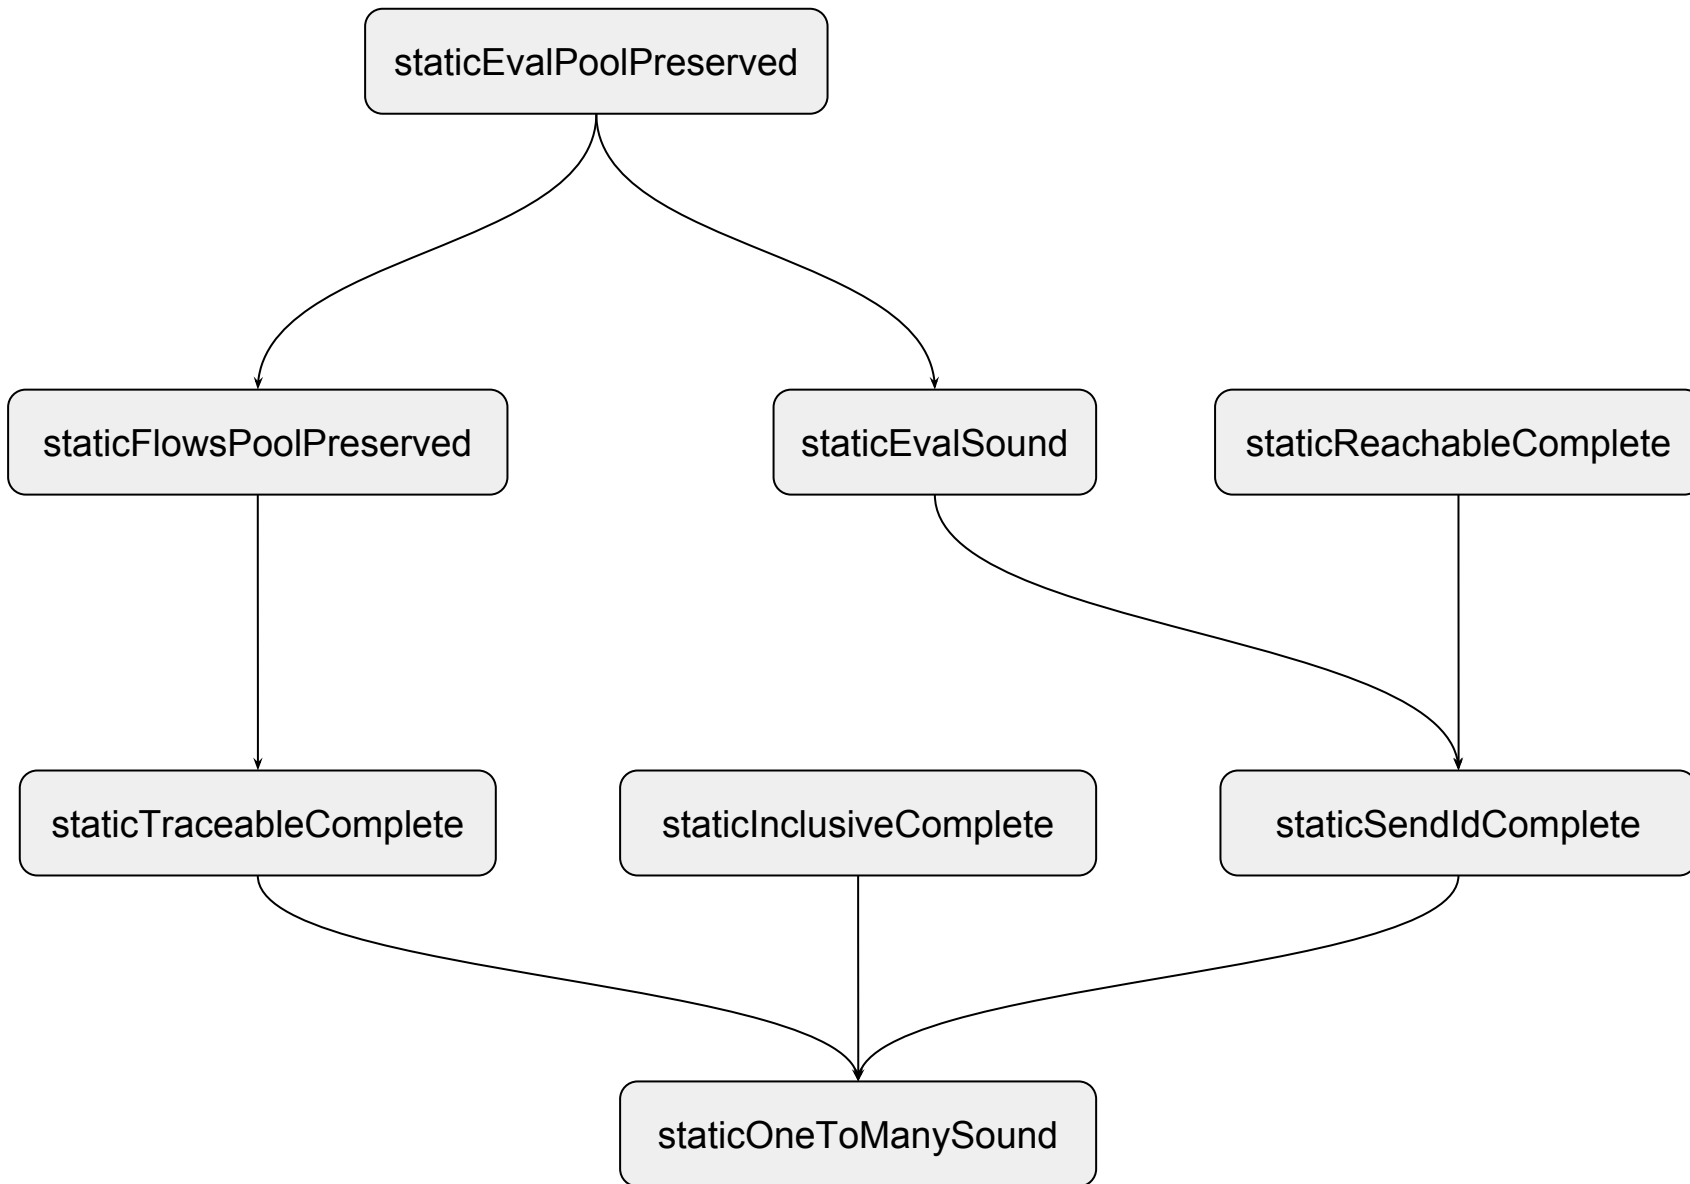 staticEvalPoolPreserved
staticFlowsPoolPreserved
staticEvalSound
staticReachableComplete
staticTraceableComplete
staticInclusiveComplete
staticSendIdComplete
staticOneToManySound